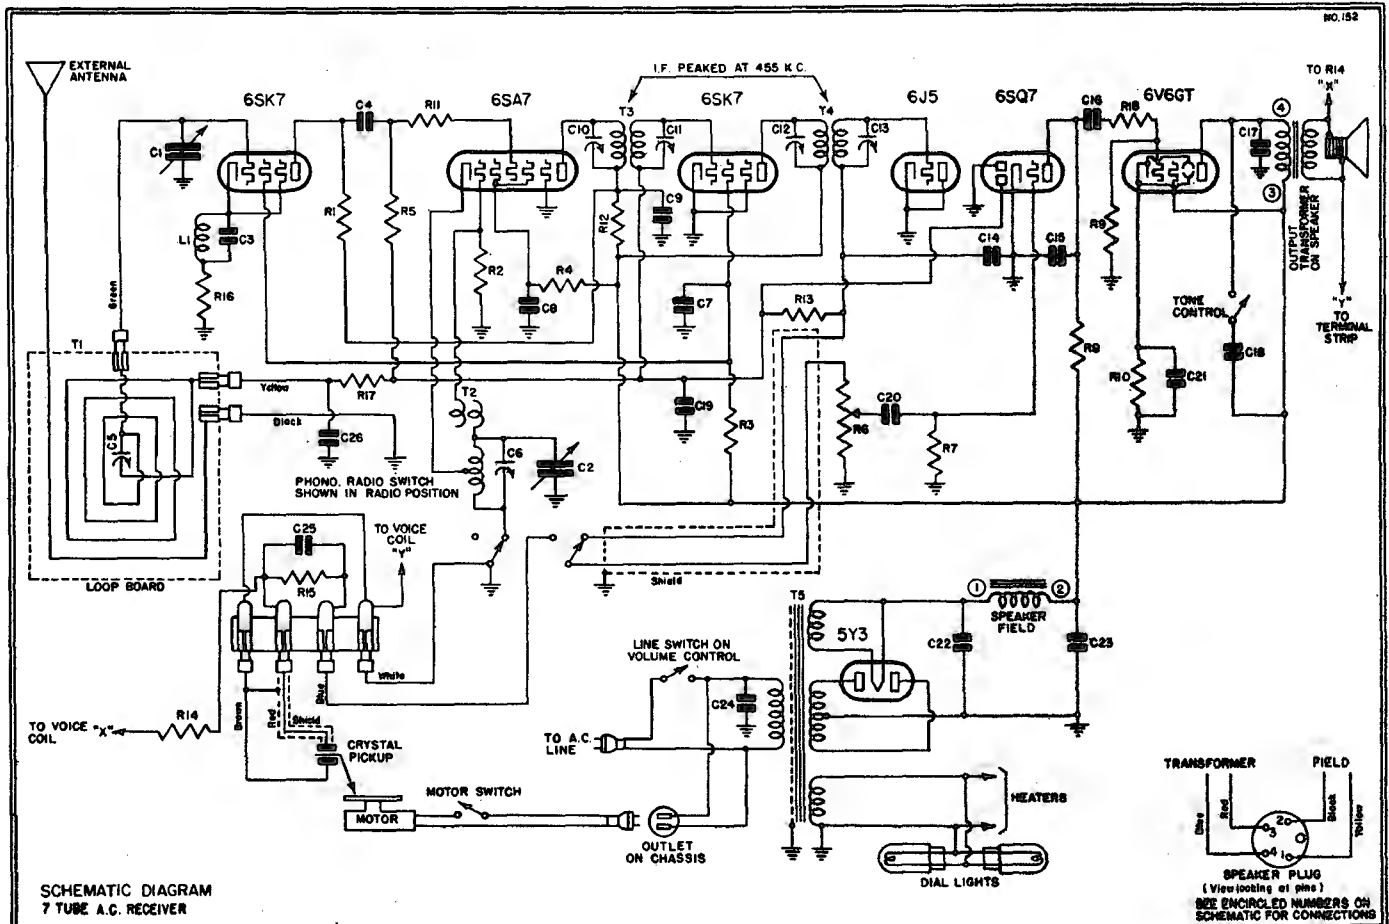 NO. 152
EXTERNAL
ANTENNA
I.F. PEAKED AT 455 K.C.
TO R14
"X"
6SK7
6SA7
6SK7
6J5
6SQ7
6V6GT
C4
R11
T3
Y4
C16
R18
4
C10
C11
C12
C13
C17
C1
3
R1
R5
C9
R12
R9
L1
C3
C14
C15
OUTPUT
TRANSFORMER
ON SPEAKER
R2
R4
R16
C8
C7
R13
TONE
CONTROL
"Y"
TO
TERMINAL
STRIP
Green
T1
C18
R9
R10
C21
Yellow
R17
T2
C19
C20
Black
C26
R3
R6
R7
C5
C6
C2
PHONO. RADIO SWITCH
SHOWN IN RADIO POSITION
C25
TO VOICE
COIL
"Y"
R15
Shield
LOOP BOARD
T5
1
2
SPEAKER
FIELD
5Y3
C22
C23
LINE SWITCH ON
VOLUME CONTROL
White
Blue
C24
Brown
Red
Shield
R14
TO VOICE "X"
COIL
TO A.C.
LINE
CRYSTAL
PICKUP
TRANSFORMER
FIELD
MOTOR SWITCH
HEATERS
MOTOR
Blue
Red
Black
Yellow
OUTLET
ON CHASSIS
2
3
4
1
DIAL LIGHTS
SPEAKER PLUG
(View looking at pins)
SEE ENCIRCLED NUMBERS ON
SCHEMATIC FOR CONNECTIONS
SCHEMATIC DIAGRAM
7 TUBE A.C. RECEIVER